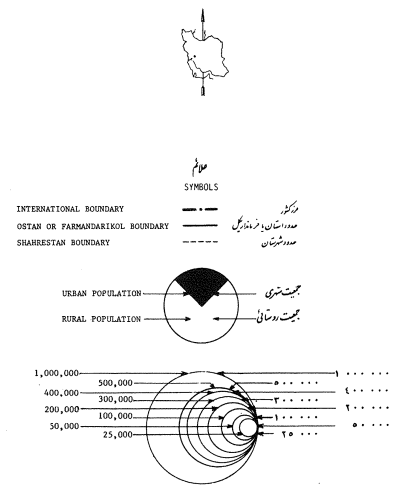 علائم
SYMBOLS
INTERNATIONAL BOUNDARY مرز کشور
OSTAN OR FARMANDARIKOL BOUNDARY حدود استان یا فرمانداریکل
SHAHRESTAN BOUNDARY حدود شهرستان
URBAN POPULATION جمعیت شهری
RURAL POPULATION جمعیت روستائی
1,000,000 ۱۰۰۰۰۰۰
500,000 ۵۰۰۰۰۰
400,000 ۴۰۰۰۰۰
300,000 ۳۰۰۰۰۰
200,000 ۲۰۰۰۰۰
100,000 ۱۰۰۰۰۰
50,000 ۵۰۰۰۰
25,000 ۲۵۰۰۰